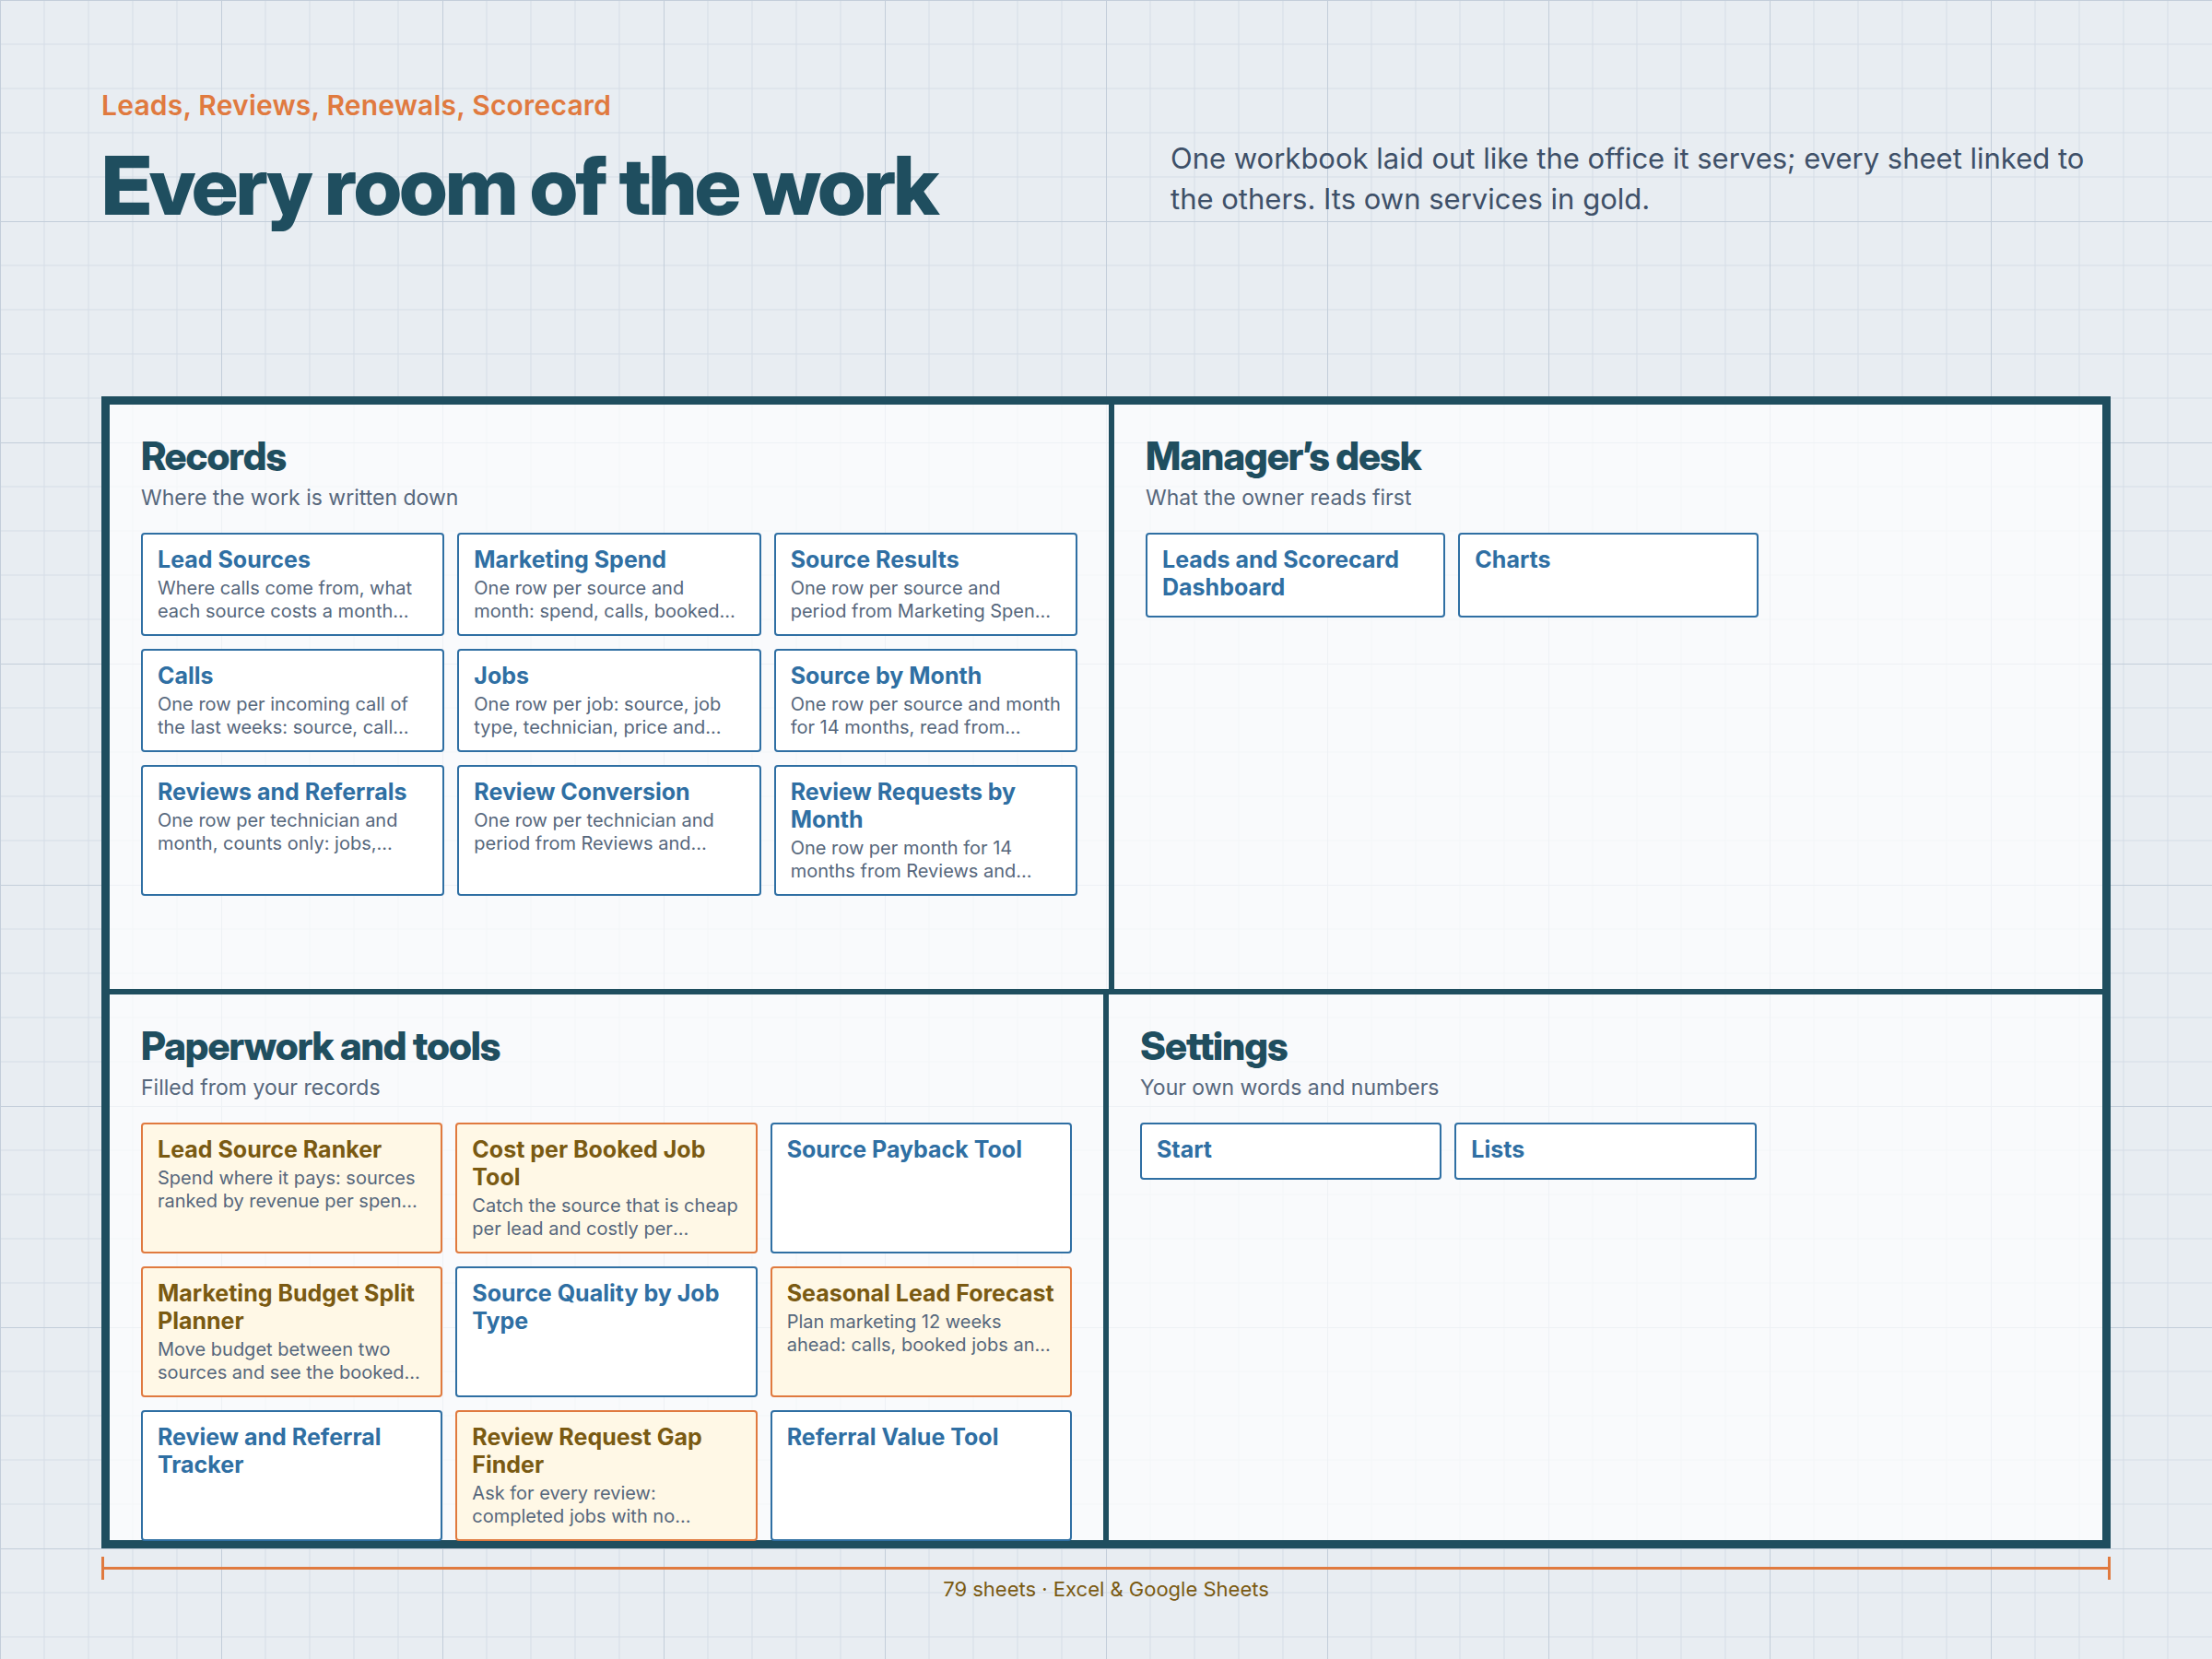 Leads, Reviews, Renewals, Scorecard
Every room of the work
One workbook laid out like the office it serves; every sheet linked to
the others. Its own services in gold.
Records
Where the work is written down
Lead Sources
Where calls come from, what
each source costs a month...
Marketing Spend
One row per source and
month: spend, calls, booked...
Source Results
One row per source and
period from Marketing Spen...
Calls
One row per incoming call of
the last weeks: source, call...
Jobs
One row per job: source, job
type, technician, price and...
Source by Month
One row per source and month
for 14 months, read from...
Reviews and Referrals
One row per technician and
month, counts only: jobs,...
Review Conversion
One row per technician and
period from Reviews and...
Review Requests by
Month
One row per month for 14
months from Reviews and...
Manager’s desk
What the owner reads first
Leads and Scorecard
Dashboard
Charts
Paperwork and tools
Filled from your records
Lead Source Ranker
Spend where it pays: sources
ranked by revenue per spen...
Cost per Booked Job
Tool
Catch the source that is cheap
per lead and costly per...
Source Payback Tool
Marketing Budget Split
Planner
Move budget between two
sources and see the booked...
Source Quality by Job
Type
Seasonal Lead Forecast
Plan marketing 12 weeks
ahead: calls, booked jobs an...
Review and Referral
Tracker
Review Request Gap
Finder
Ask for every review:
completed jobs with no...
Referral Value Tool
Settings
Your own words and numbers
Start
Lists
79 sheets · Excel & Google Sheets